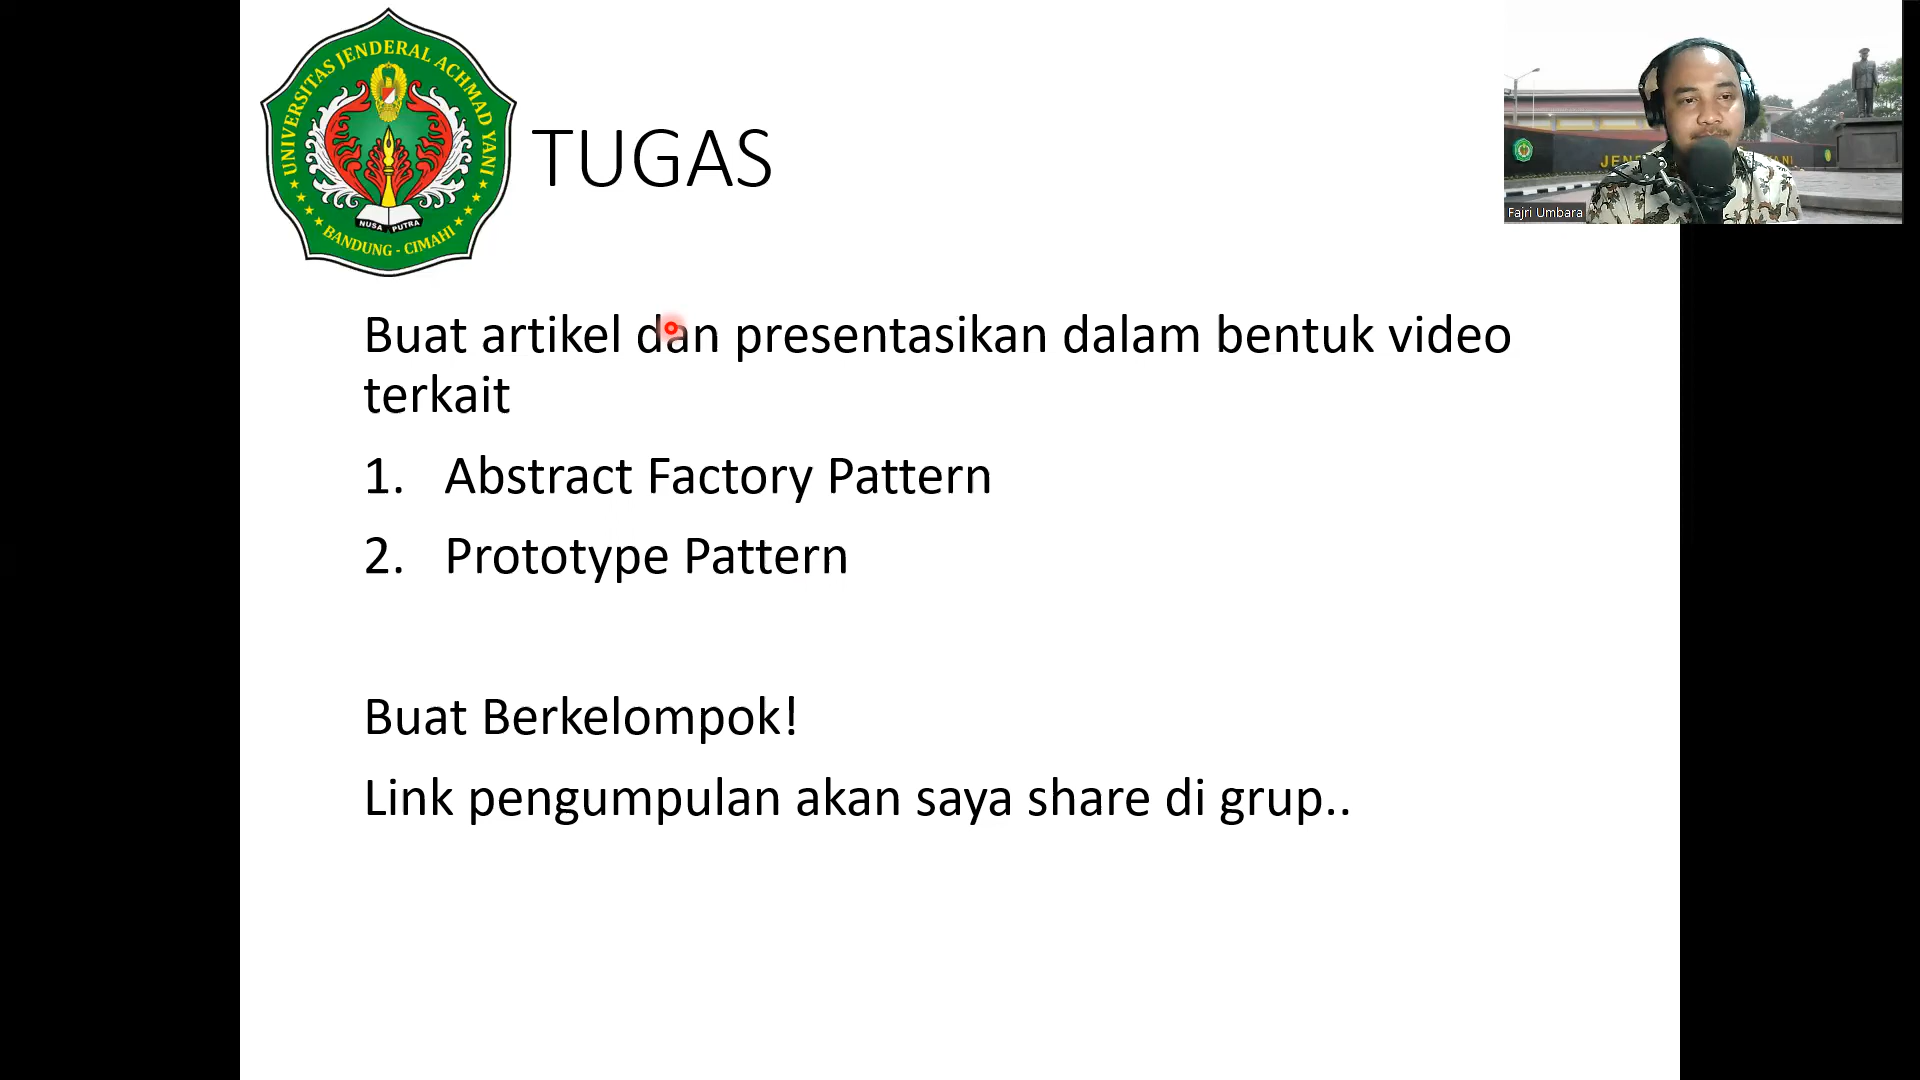 UNIVERSITAS JENDERAL ACHMAD YANI
NUSA PUTRA
BANDUNG - CIMAHI
TUGAS
Fajri Umbara
Buat artikel dan presentasikan dalam bentuk video
terkait
1. Abstract Factory Pattern
2. Prototype Pattern
Buat Berkelompok!
Link pengumpulan akan saya share di grup..